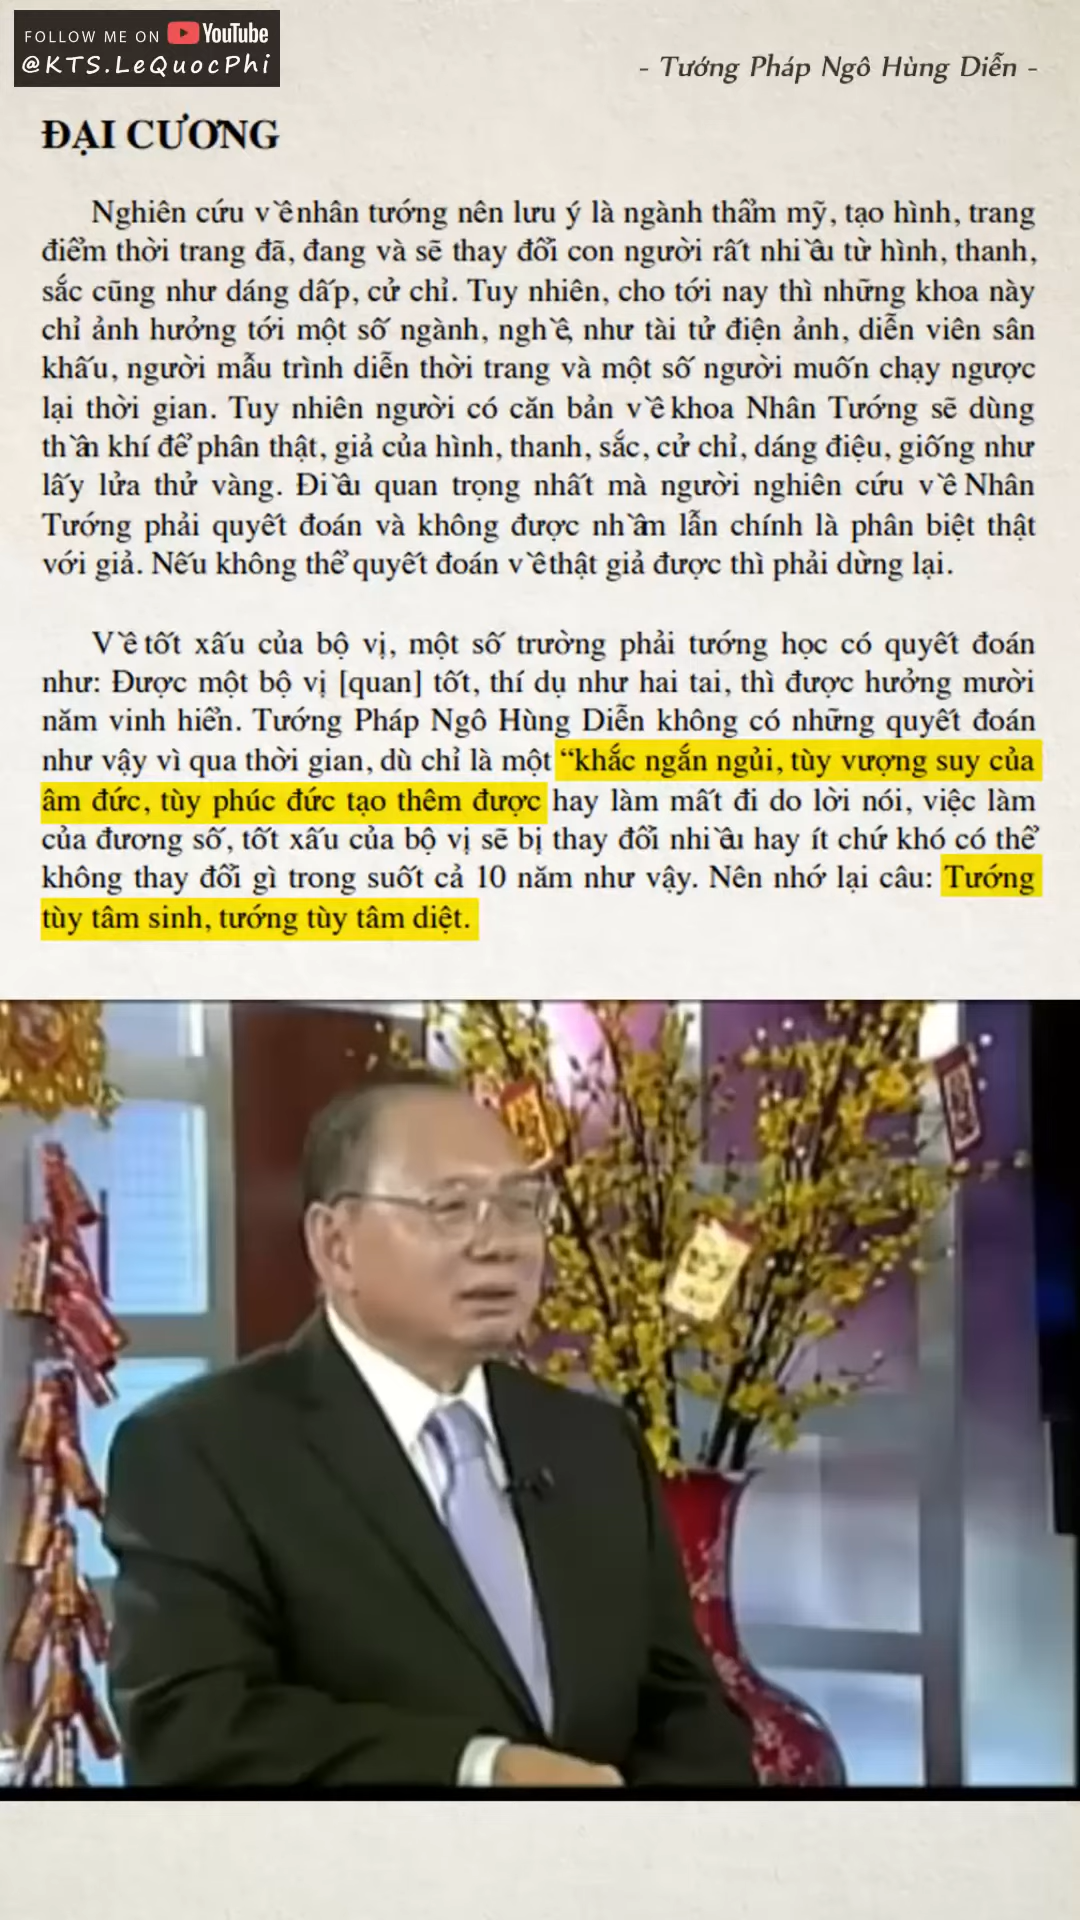 FOLLOW ME ON YouTube
@KTS.LeQuocPhi
- Tướng Pháp Ngô Hùng Diễn -
ĐẠI CƯƠNG
Nghiên cứu về nhân tướng nên lưu ý là ngành thẩm mỹ, tạo hình, trang
điểm thời trang đã, đang và sẽ thay đổi con người rất nhiều từ hình, thanh,
sắc cũng như dáng dấp, cử chỉ. Tuy nhiên, cho tới nay thì những khoa này
chỉ ảnh hưởng tới một số ngành, nghề, như tài tử điện ảnh, diễn viên sân
khấu, người mẫu trình diễn thời trang và một số người muốn chạy ngược
lại thời gian. Tuy nhiên người có căn bản về khoa Nhân Tướng sẽ dùng
thần khí để phân thật, giả của hình, thanh, sắc, cử chỉ, dáng điệu, giống như
lấy lửa thử vàng. Điều quan trọng nhất mà người nghiên cứu về Nhân
Tướng phải quyết đoán và không được nhầm lẫn chính là phân biệt thật
với giả. Nếu không thể quyết đoán về thật giả được thì phải dừng lại.
Về tốt xấu của bộ vị, một số trường phải tướng học có quyết đoán
như: Được một bộ vị [quan] tốt, thí dụ như hai tai, thì được hưởng mười
năm vinh hiển. Tướng Pháp Ngô Hùng Diễn không có những quyết đoán
như vậy vì qua thời gian, dù chỉ là một “khắc ngắn ngủi, tùy vượng suy của
âm đức, tùy phúc đức tạo thêm được hay làm mất đi do lời nói, việc làm
của đương số, tốt xấu của bộ vị sẽ bị thay đổi nhiều hay ít chứ khó có thể
không thay đổi gì trong suốt cả 10 năm như vậy. Nên nhớ lại câu: Tướng
tùy tâm sinh, tướng tùy tâm diệt.